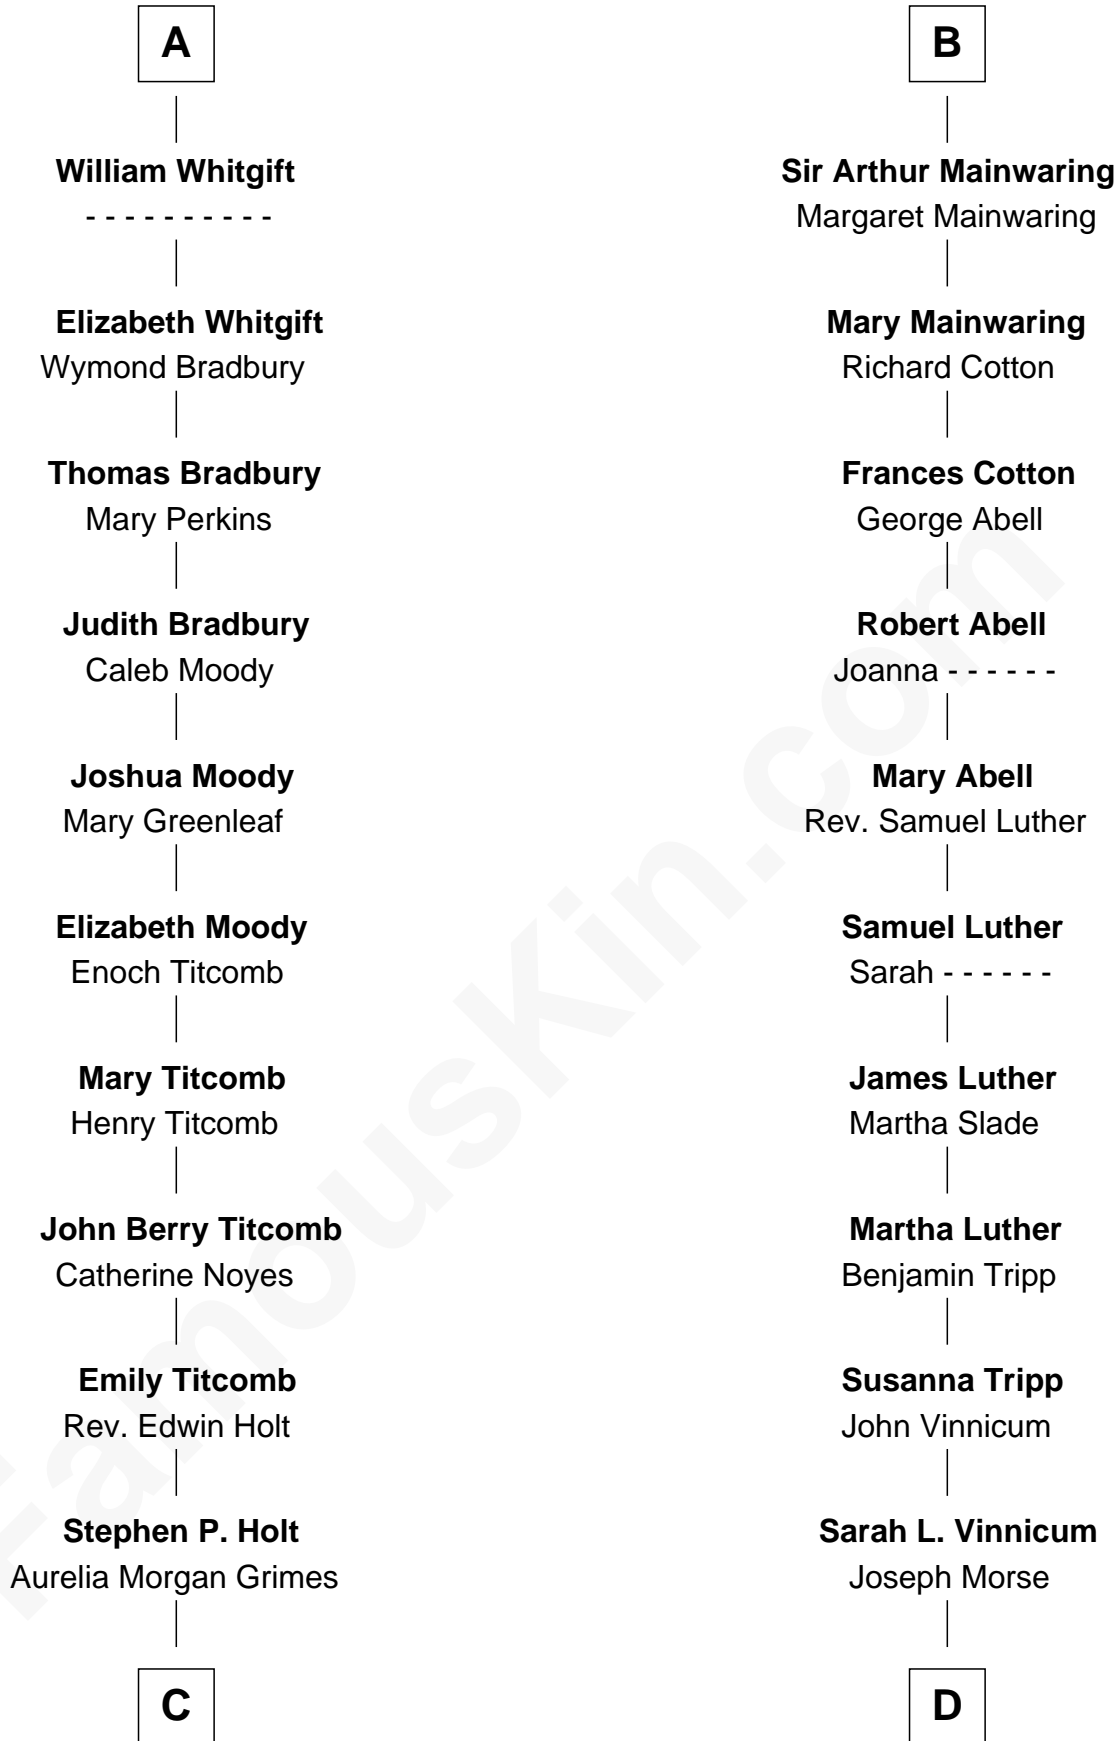 A
William Whitgift
- - - - - - - - - -
Elizabeth Whitgift
Wymond Bradbury
Thomas Bradbury
Mary Perkins
Judith Bradbury
Caleb Moody
Joshua Moody
Mary Greenleaf
Elizabeth Moody
Enoch Titcomb
Mary Titcomb
Henry Titcomb
John Berry Titcomb
Catherine Noyes
Emily Titcomb
Rev. Edwin Holt
Stephen P. Holt
Aurelia Morgan Grimes
C
B
Sir Arthur Mainwaring
Margaret Mainwaring
Mary Mainwaring
Richard Cotton
Frances Cotton
George Abell
Robert Abell
Joanna - - - - - -
Mary Abell
Rev. Samuel Luther
Samuel Luther
Sarah - - - - - -
James Luther
Martha Slade
Martha Luther
Benjamin Tripp
Susanna Tripp
John Vinnicum
Sarah L. Vinnicum
Joseph Morse
D
FamousKin.com